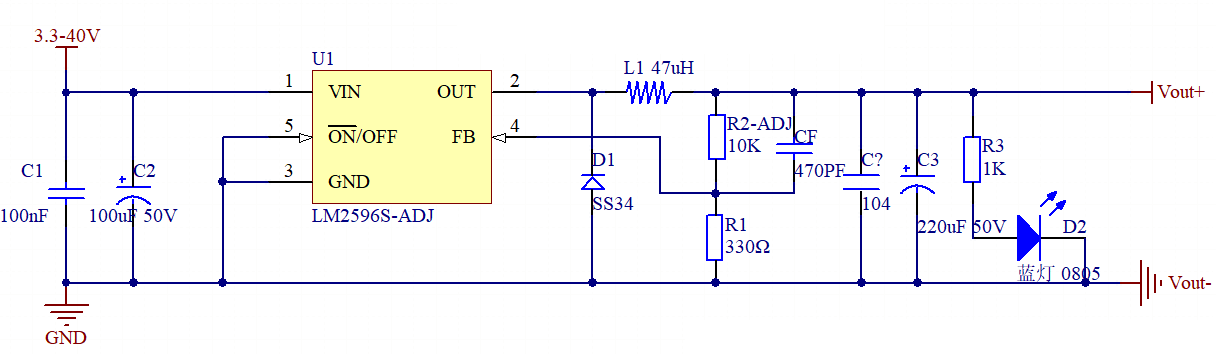 3.3-40V
U1
1
VIN
OUT
2
L1 47uH
Vout+
5
ON/OFF
FB
4
R2-ADJ
10K
CF
470PF
C1
100nF
C2
100uF 50V
3
GND
LM2596S-ADJ
D1
SS34
C?
104
C3
220uF 50V
R3
1K
R1
330Ω
D2
蓝灯 0805
GND
Vout-